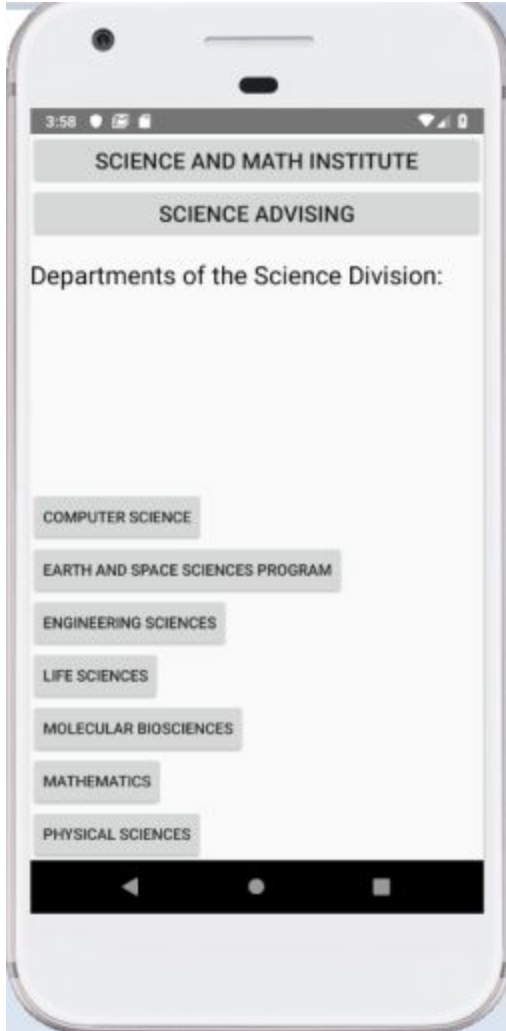 3:58
SCIENCE AND MATH INSTITUTE
SCIENCE ADVISING
Departments of the Science Division:
COMPUTER SCIENCE
EARTH AND SPACE SCIENCES PROGRAM
ENGINEERING SCIENCES
LIFE SCIENCES
MOLECULAR BIOSCIENCES
MATHEMATICS
PHYSICAL SCIENCES